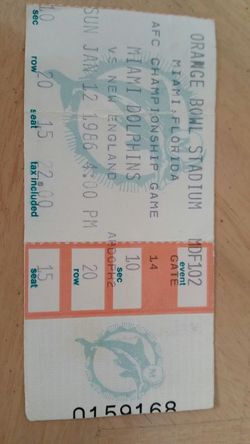 ORANGE BOWL STADIUM MDF102
event
MIAMI, FLORIDA GATE
AFC CHAMPIONSHIP GAME 14
MIAMI DOLPHINS 10
sec
NEW ENGLAND
SUN JAN 12 1986 4:00 PM 20
row
10 20 15 22.00 15
sec row seat tax included seat
0159168